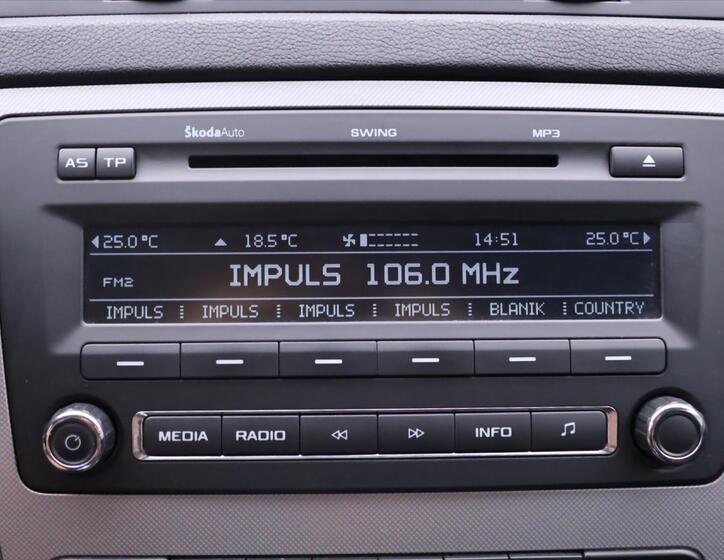 ŠkodaAuto SWING MP3
AS TP
25.0°C 18.5°C 14:51 25.0°C
FM2 IMPULS 106.0 MHz
IMPULS IMPULS IMPULS IMPULS BLANIK COUNTRY
MEDIA RADIO INFO